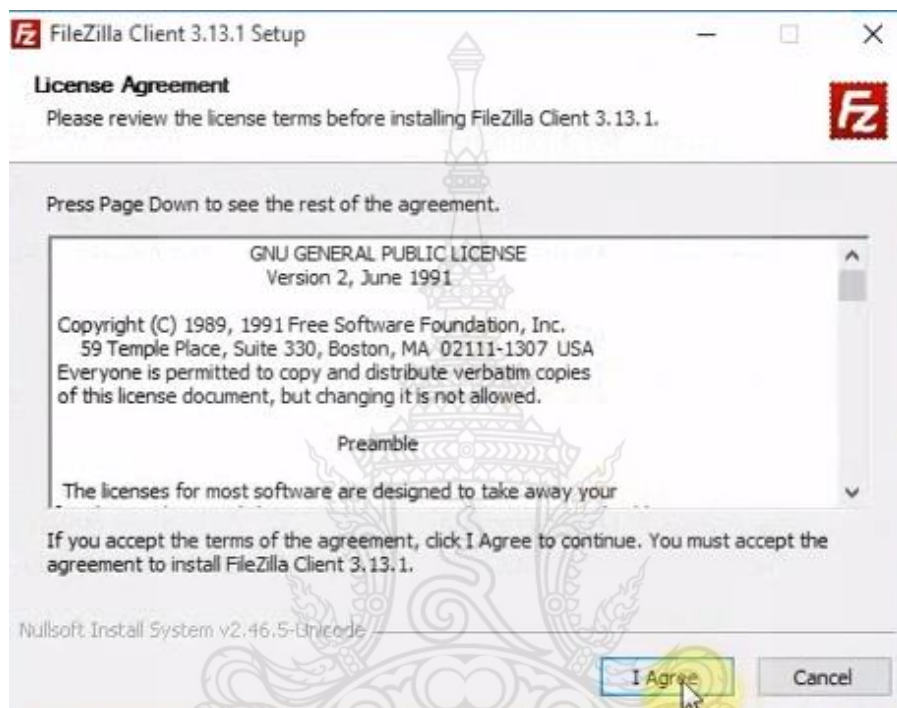 FileZilla Client 3.13.1 Setup
License Agreement
Please review the license terms before installing FileZilla Client 3.13.1.
Fz
Press Page Down to see the rest of the agreement.
GNU GENERAL PUBLIC LICENSE
Version 2, June 1991
Copyright (C) 1989, 1991 Free Software Foundation, Inc.
59 Temple Place, Suite 330, Boston, MA 02111-1307 USA
Everyone is permitted to copy and distribute verbatim copies
of this license document, but changing it is not allowed.
Preamble
The licenses for most software are designed to take away your
If you accept the terms of the agreement, click I Agree to continue. You must accept the
agreement to install FileZilla Client 3.13.1.
Nullsoft Install System v2.46.5-Unicode
I Agree
Cancel